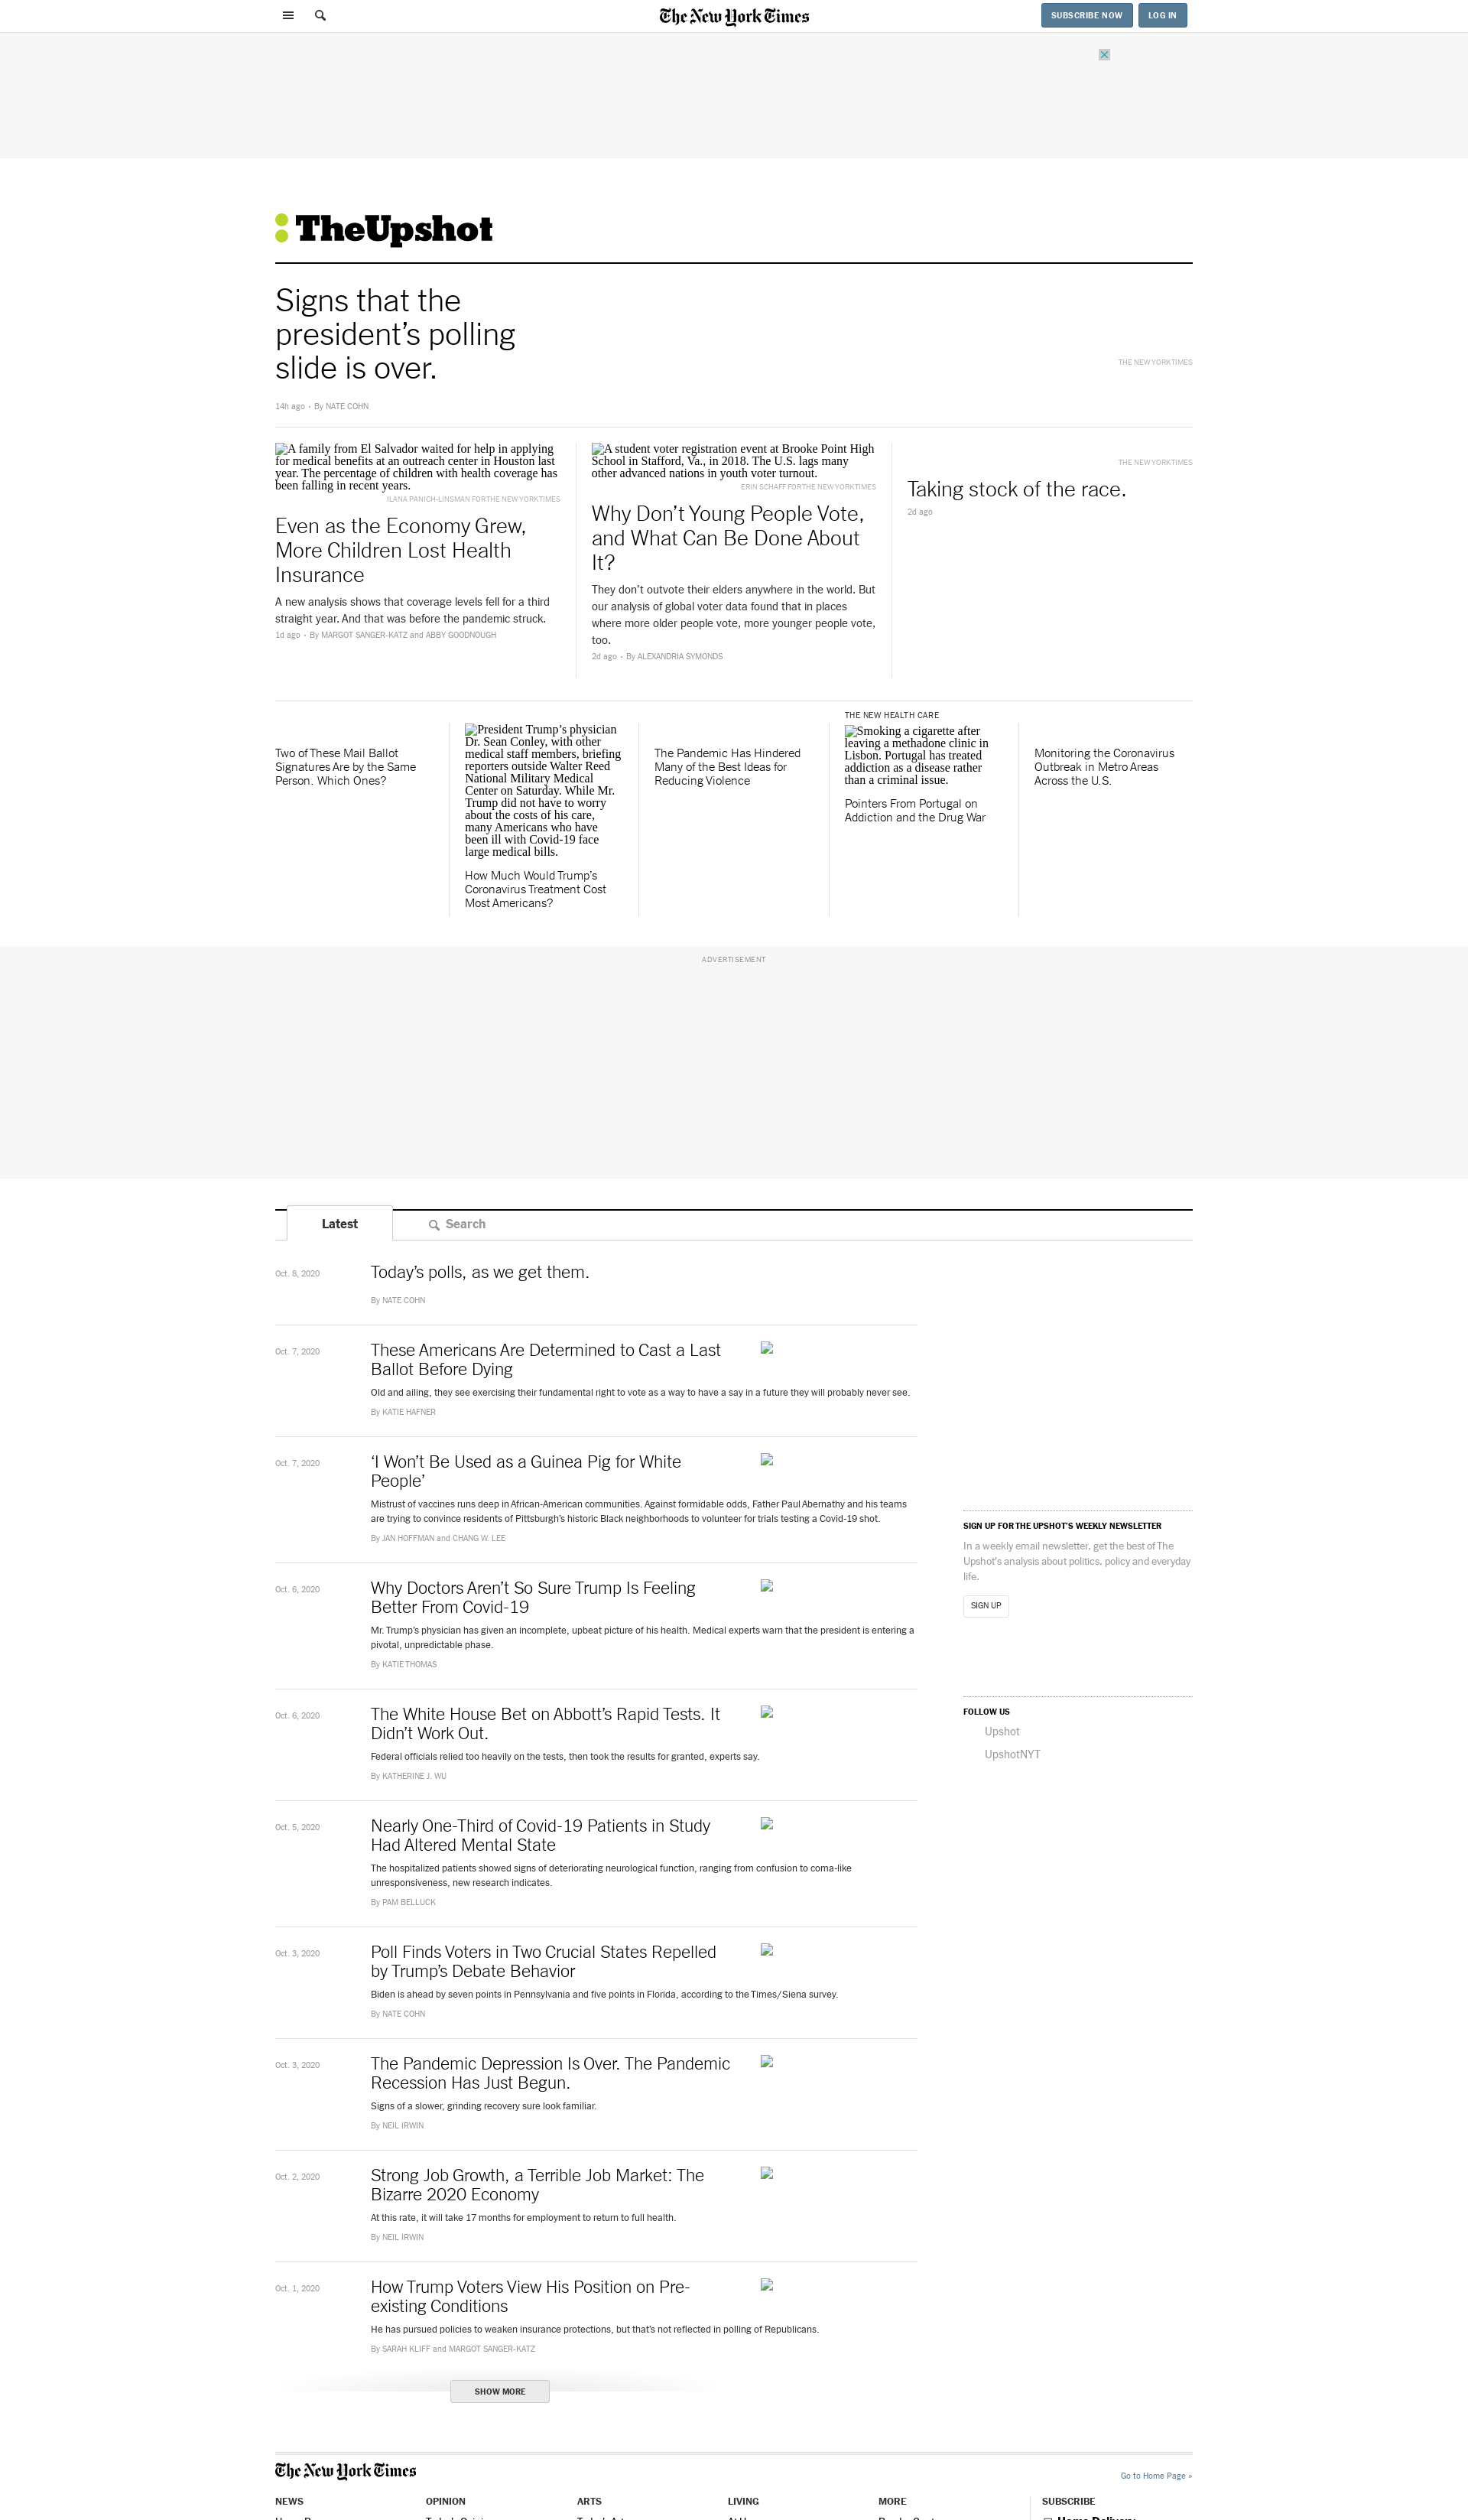 The New York Times
SUBSCRIBE NOW
LOG IN
TheUpshot
Signs that the
president’s polling
slide is over.
THE NEW YORK TIMES
14h ago • By NATE COHN
A family from El Salvador waited for help in applying
for medical benefits at an outreach center in Houston last
year. The percentage of children with health coverage has
been falling in recent years.
ILANA PANICH-LINSMAN FOR THE NEW YORK TIMES
Even as the Economy Grew,
More Children Lost Health
Insurance
A new analysis shows that coverage levels fell for a third
straight year. And that was before the pandemic struck.
1d ago • By MARGOT SANGER-KATZ and ABBY GOODNOUGH
A student voter registration event at Brooke Point High
School in Stafford, Va., in 2018. The U.S. lags many
other advanced nations in youth voter turnout.
ERIN SCHAFF FOR THE NEW YORK TIMES
Why Don’t Young People Vote,
and What Can Be Done About
It?
They don’t outvote their elders anywhere in the world. But
our analysis of global voter data found that in places
where more older people vote, more younger people vote,
too.
2d ago • By ALEXANDRIA SYMONDS
THE NEW YORK TIMES
Taking stock of the race.
2d ago
Two of These Mail Ballot
Signatures Are by the Same
Person. Which Ones?
President Trump’s physician
Dr. Sean Conley, with other
medical staff members, briefing
reporters outside Walter Reed
National Military Medical
Center on Saturday. While Mr.
Trump did not have to worry
about the costs of his care,
many Americans who have
been ill with Covid-19 face
large medical bills.
How Much Would Trump’s
Coronavirus Treatment Cost
Most Americans?
The Pandemic Has Hindered
Many of the Best Ideas for
Reducing Violence
THE NEW HEALTH CARE
Smoking a cigarette after
leaving a methadone clinic in
Lisbon. Portugal has treated
addiction as a disease rather
than a criminal issue.
Pointers From Portugal on
Addiction and the Drug War
Monitoring the Coronavirus
Outbreak in Metro Areas
Across the U.S.
ADVERTISEMENT
Latest
Search
Oct. 8, 2020
Today’s polls, as we get them.
By NATE COHN
Oct. 7, 2020
These Americans Are Determined to Cast a Last
Ballot Before Dying
Old and ailing, they see exercising their fundamental right to vote as a way to have a say in a future they will probably never see.
By KATIE HAFNER
Oct. 7, 2020
‘I Won’t Be Used as a Guinea Pig for White
People’
Mistrust of vaccines runs deep in African-American communities. Against formidable odds, Father Paul Abernathy and his teams
are trying to convince residents of Pittsburgh’s historic Black neighborhoods to volunteer for trials testing a Covid-19 shot.
By JAN HOFFMAN and CHANG W. LEE
Oct. 6, 2020
Why Doctors Aren’t So Sure Trump Is Feeling
Better From Covid-19
Mr. Trump’s physician has given an incomplete, upbeat picture of his health. Medical experts warn that the president is entering a
pivotal, unpredictable phase.
By KATIE THOMAS
Oct. 6, 2020
The White House Bet on Abbott’s Rapid Tests. It
Didn’t Work Out.
Federal officials relied too heavily on the tests, then took the results for granted, experts say.
By KATHERINE J. WU
Oct. 5, 2020
Nearly One-Third of Covid-19 Patients in Study
Had Altered Mental State
The hospitalized patients showed signs of deteriorating neurological function, ranging from confusion to coma-like
unresponsiveness, new research indicates.
By PAM BELLUCK
Oct. 3, 2020
Poll Finds Voters in Two Crucial States Repelled
by Trump’s Debate Behavior
Biden is ahead by seven points in Pennsylvania and five points in Florida, according to the Times/Siena survey.
By NATE COHN
Oct. 3, 2020
The Pandemic Depression Is Over. The Pandemic
Recession Has Just Begun.
Signs of a slower, grinding recovery sure look familiar.
By NEIL IRWIN
Oct. 2, 2020
Strong Job Growth, a Terrible Job Market: The
Bizarre 2020 Economy
At this rate, it will take 17 months for employment to return to full health.
By NEIL IRWIN
Oct. 1, 2020
How Trump Voters View His Position on Pre-
existing Conditions
He has pursued policies to weaken insurance protections, but that’s not reflected in polling of Republicans.
By SARAH KLIFF and MARGOT SANGER-KATZ
SHOW MORE
SIGN UP FOR THE UPSHOT’S WEEKLY NEWSLETTER
In a weekly email newsletter, get the best of The
Upshot’s analysis about politics, policy and everyday
life.
SIGN UP
FOLLOW US
Upshot
UpshotNYT
The New York Times
Go to Home Page »
NEWS
OPINION
ARTS
LIVING
MORE
SUBSCRIBE